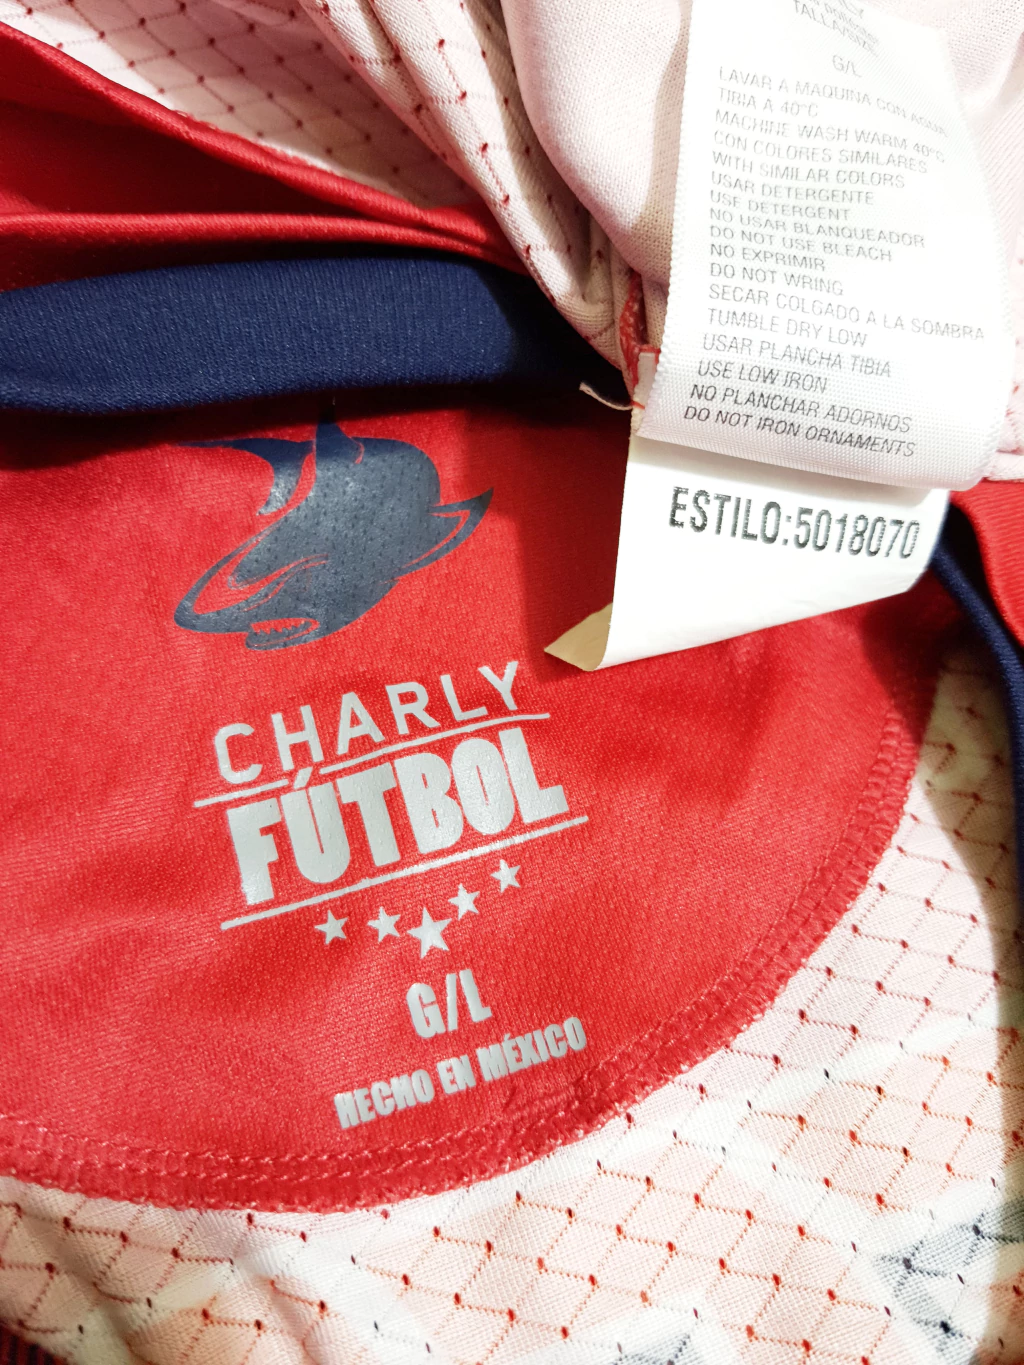 TALLA/SIZE
G/L
LAVAR A MAQUINA CON AGUA
TIBIA A 40°C
MACHINE WASH WARM 40°C
CON COLORES SIMILARES
WITH SIMILAR COLORS
USAR DETERGENTE
USE DETERGENT
NO USAR BLANQUEADOR
DO NOT USE BLEACH
NO EXPRIMIR
DO NOT WRING
SECAR COLGADO A LA SOMBRA
TUMBLE DRY LOW
USAR PLANCHA TIBIA
USE LOW IRON
NO PLANCHAR ADORNOS
DO NOT IRON ORNAMENTS
ESTILO:5018070
CHARLY
FÚTBOL
G/L
HECHO EN MÉXICO